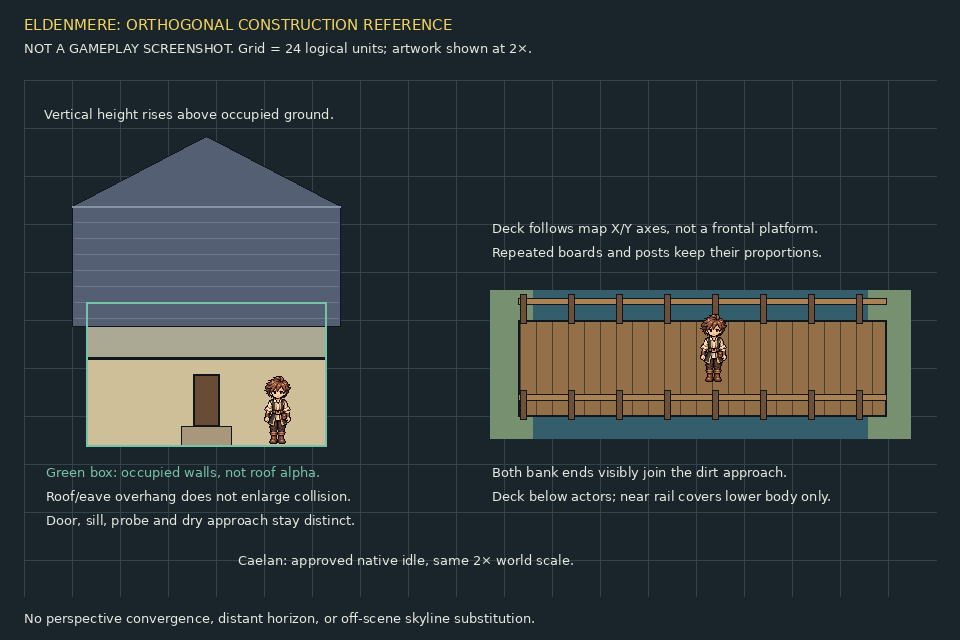 ELDENMERE: ORTHOGONAL CONSTRUCTION REFERENCE
NOT A GAMEPLAY SCREENSHOT. Grid = 24 logical units; artwork shown at 2×.
Vertical height rises above occupied ground.
Deck follows map X/Y axes, not a frontal platform.
Repeated boards and posts keep their proportions.
Green box: occupied walls, not roof alpha.
Roof/eave overhang does not enlarge collision.
Door, sill, probe and dry approach stay distinct.
Both bank ends visibly join the dirt approach.
Deck below actors; near rail covers lower body only.
Caelan: approved native idle, same 2× world scale.
No perspective convergence, distant horizon, or off-scene skyline substitution.